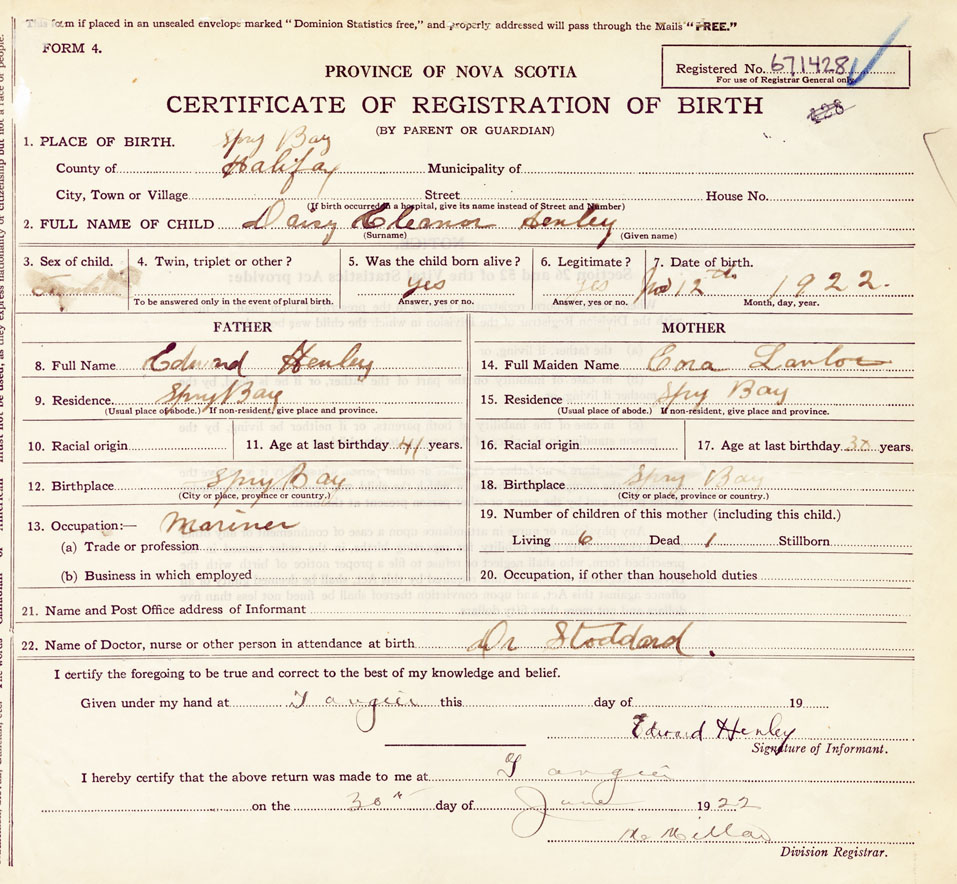 This form if placed in an unsealed envelope marked "Dominion Statistics free," and properly addressed will pass through the Mails "FREE."
FORM 4.
Registered No. 671428
For use of Registrar General only.
PROVINCE OF NOVA SCOTIA
CERTIFICATE OF REGISTRATION OF BIRTH
428
(BY PARENT OR GUARDIAN)
1. PLACE OF BIRTH. Spry Bay
County of Halifax Municipality of
City, Town or Village Street House No.
(If birth occurred in a hospital, give its name instead of Street and Number)
2. FULL NAME OF CHILD Daisy Eleanor Henley
(Surname) (Given name)
3. Sex of child. 4. Twin, triplet or other? 5. Was the child born alive? 6. Legitimate? 7. Date of birth.
Female yes yes 12th 1922.
To be answered only in the event of plural birth. Answer, yes or no. Answer, yes or no. Month, day, year.
FATHER
8. Full Name Edward Henley
9. Residence Spry Bay
(Usual place of abode.) If non-resident, give place and province.
10. Racial origin 11. Age at last birthday 41 years.
12. Birthplace Spry Bay
(City or place, province or country.)
13. Occupation:— Mariner
(a) Trade or profession
(b) Business in which employed
MOTHER
14. Full Maiden Name Lawlor
15. Residence Spry Bay
(Usual place of abode.) If non-resident, give place and province.
16. Racial origin 17. Age at last birthday years.
18. Birthplace Spry Bay
(City or place, province or country.)
19. Number of children of this mother (including this child.)
Living 6 Dead 1 Stillborn
20. Occupation, if other than household duties
21. Name and Post Office address of Informant
22. Name of Doctor, nurse or other person in attendance at birth Dr Stoddard.
I certify the foregoing to be true and correct to the best of my knowledge and belief.
Given under my hand at Tangier this day of 19
Edward Henley
Signature of Informant.
I hereby certify that the above return was made to me at Tangier
on the 30th day of June 1922
Division Registrar.